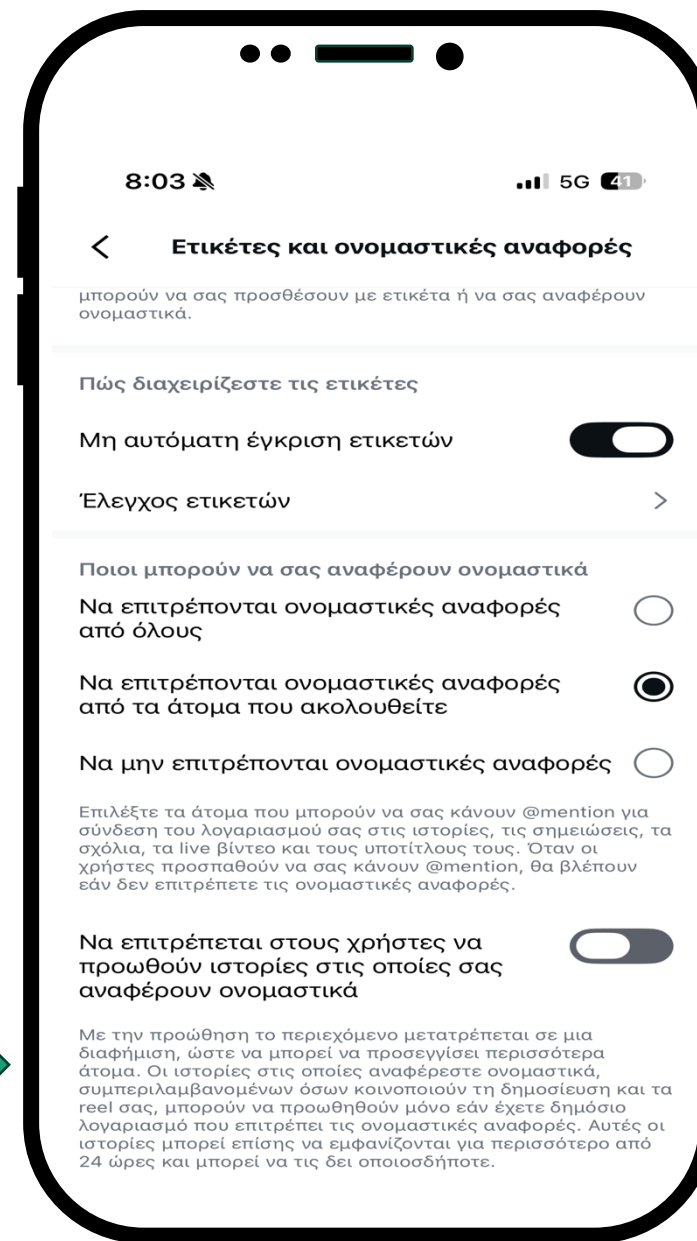 8:03
5G 41
Ετικέτες και ονομαστικές αναφορές
μπορούν να σας προσθέσουν με ετικέτα ή να σας αναφέρουν
ονομαστικά.
Πώς διαχειρίζεστε τις ετικέτες
Μη αυτόματη έγκριση ετικετών
Έλεγχος ετικετών
Ποιοι μπορούν να σας αναφέρουν ονομαστικά
Να επιτρέπονται ονομαστικές αναφορές
από όλους
Να επιτρέπονται ονομαστικές αναφορές
από τα άτομα που ακολουθείτε
Να μην επιτρέπονται ονομαστικές αναφορές
Επιλέξτε τα άτομα που μπορούν να σας κάνουν @mention για
σύνδεση του λογαριασμού σας στις ιστορίες, τις σημειώσεις, τα
σχόλια, τα live βίντεο και τους υποτίτλους τους. Όταν οι
χρήστες προσπαθούν να σας κάνουν @mention, θα βλέπουν
εάν δεν επιτρέπετε τις ονομαστικές αναφορές.
Να επιτρέπεται στους χρήστες να
προωθούν ιστορίες στις οποίες σας
αναφέρουν ονομαστικά
Με την προώθηση το περιεχόμενο μετατρέπεται σε μια
διαφήμιση, ώστε να μπορεί να προσεγγίσει περισσότερα
άτομα. Οι ιστορίες στις οποίες αναφέρεστε ονομαστικά,
συμπεριλαμβανομένων όσων κοινοποιούν τη δημοσίευση και τα
reel σας, μπορούν να προωθηθούν μόνο εάν έχετε δημόσιο
λογαριασμό που επιτρέπει τις ονομαστικές αναφορές. Αυτές οι
ιστορίες μπορεί επίσης να εμφανίζονται για περισσότερο από
24 ώρες και μπορεί να τις δει οποιοσδήποτε.